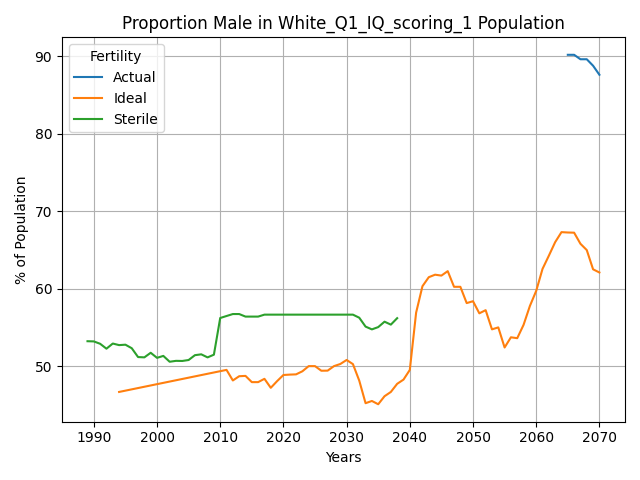 Proportion Male in White_Q1_IQ_scoring_1 Population
Fertility
Actual
Ideal
Sterile
% of Population
90
80
70
60
50
1990 2000 2010 2020 2030 2040 2050 2060 2070
Years